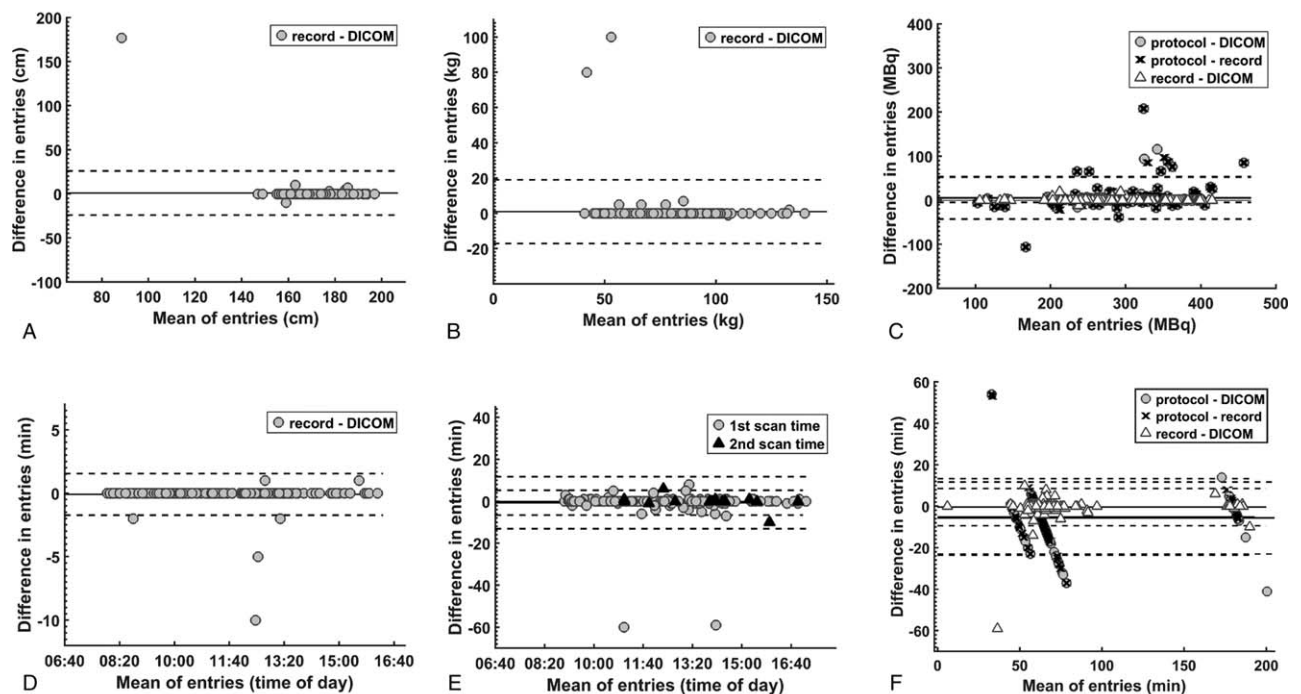 200
150
100
50
0
-50
-100
80 100 120 140 160 180 200
Difference in entries (cm)
Mean of entries (cm)
record - DICOM
A
100
80
60
40
20
0
-20
0 50 100 150
Difference in entries (kg)
Mean of entries (kg)
record - DICOM
B
400
300
200
100
0
-100
-200
100 200 300 400 500
Difference in entries (MBq)
Mean of entries (MBq)
protocol - DICOM
protocol - record
record - DICOM
C
5
0
-5
-10
06:40 08:20 10:00 11:40 13:20 15:00 16:40
Difference in entries (min)
Mean of entries (time of day)
record - DICOM
D
40
20
0
-20
-40
-60
06:40 08:20 10:00 11:40 13:20 15:00 16:40
Difference in entries (min)
Mean of entries (time of day)
1st scan time
2nd scan time
E
60
40
20
0
-20
-40
-60
0 50 100 150 200
Difference in entries (min)
Mean of entries (min)
protocol - DICOM
protocol - record
record - DICOM
F